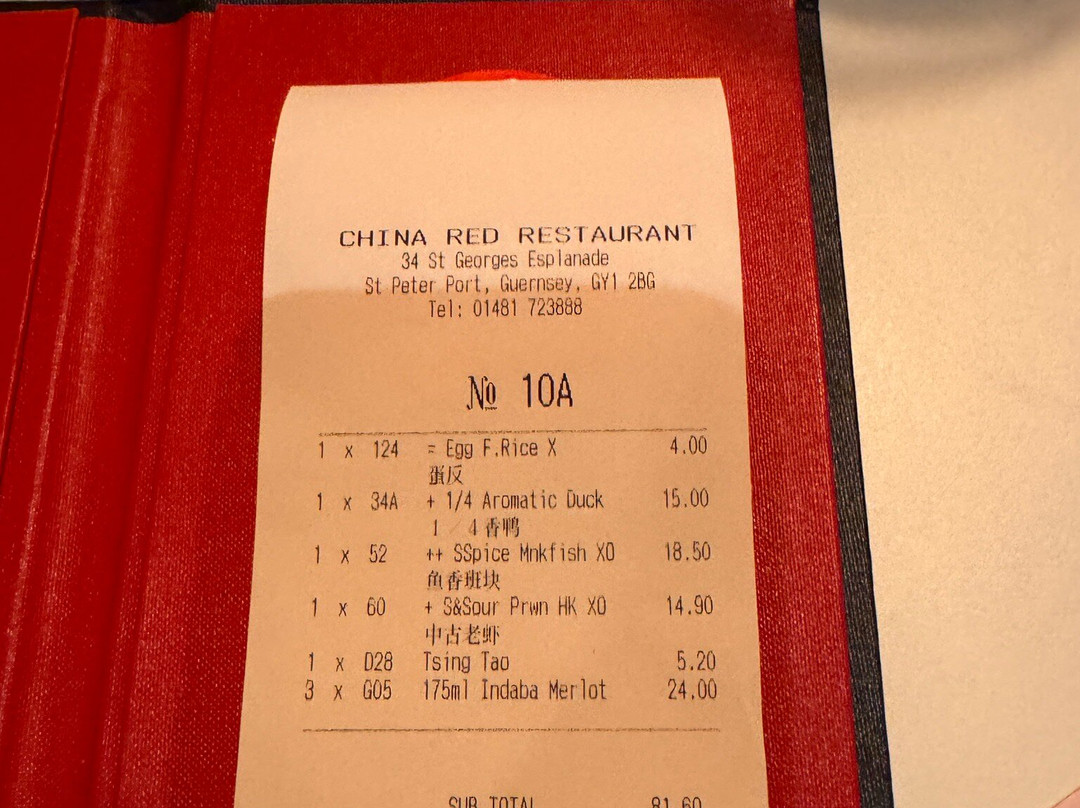 CHINA RED RESTAURANT
34 St Georges Esplanade
St Peter Port, Guernsey, GY1 2BG
Tel: 01481 723888
№ 10A
1 x 124 = Egg F.Rice X 4.00
蛋反
1 x 34A + 1/4 Aromatic Duck 15.00
1／4香鸭
1 x 52 ++ SSpice Mnkfish XO 18.50
鱼香班块
1 x 60 + S&Sour Prwn HK XO 14.90
中古老虾
1 x D28 Tsing Tao 5.20
3 x G05 175ml Indaba Merlot 24.00
SUB TOTAL 81.60